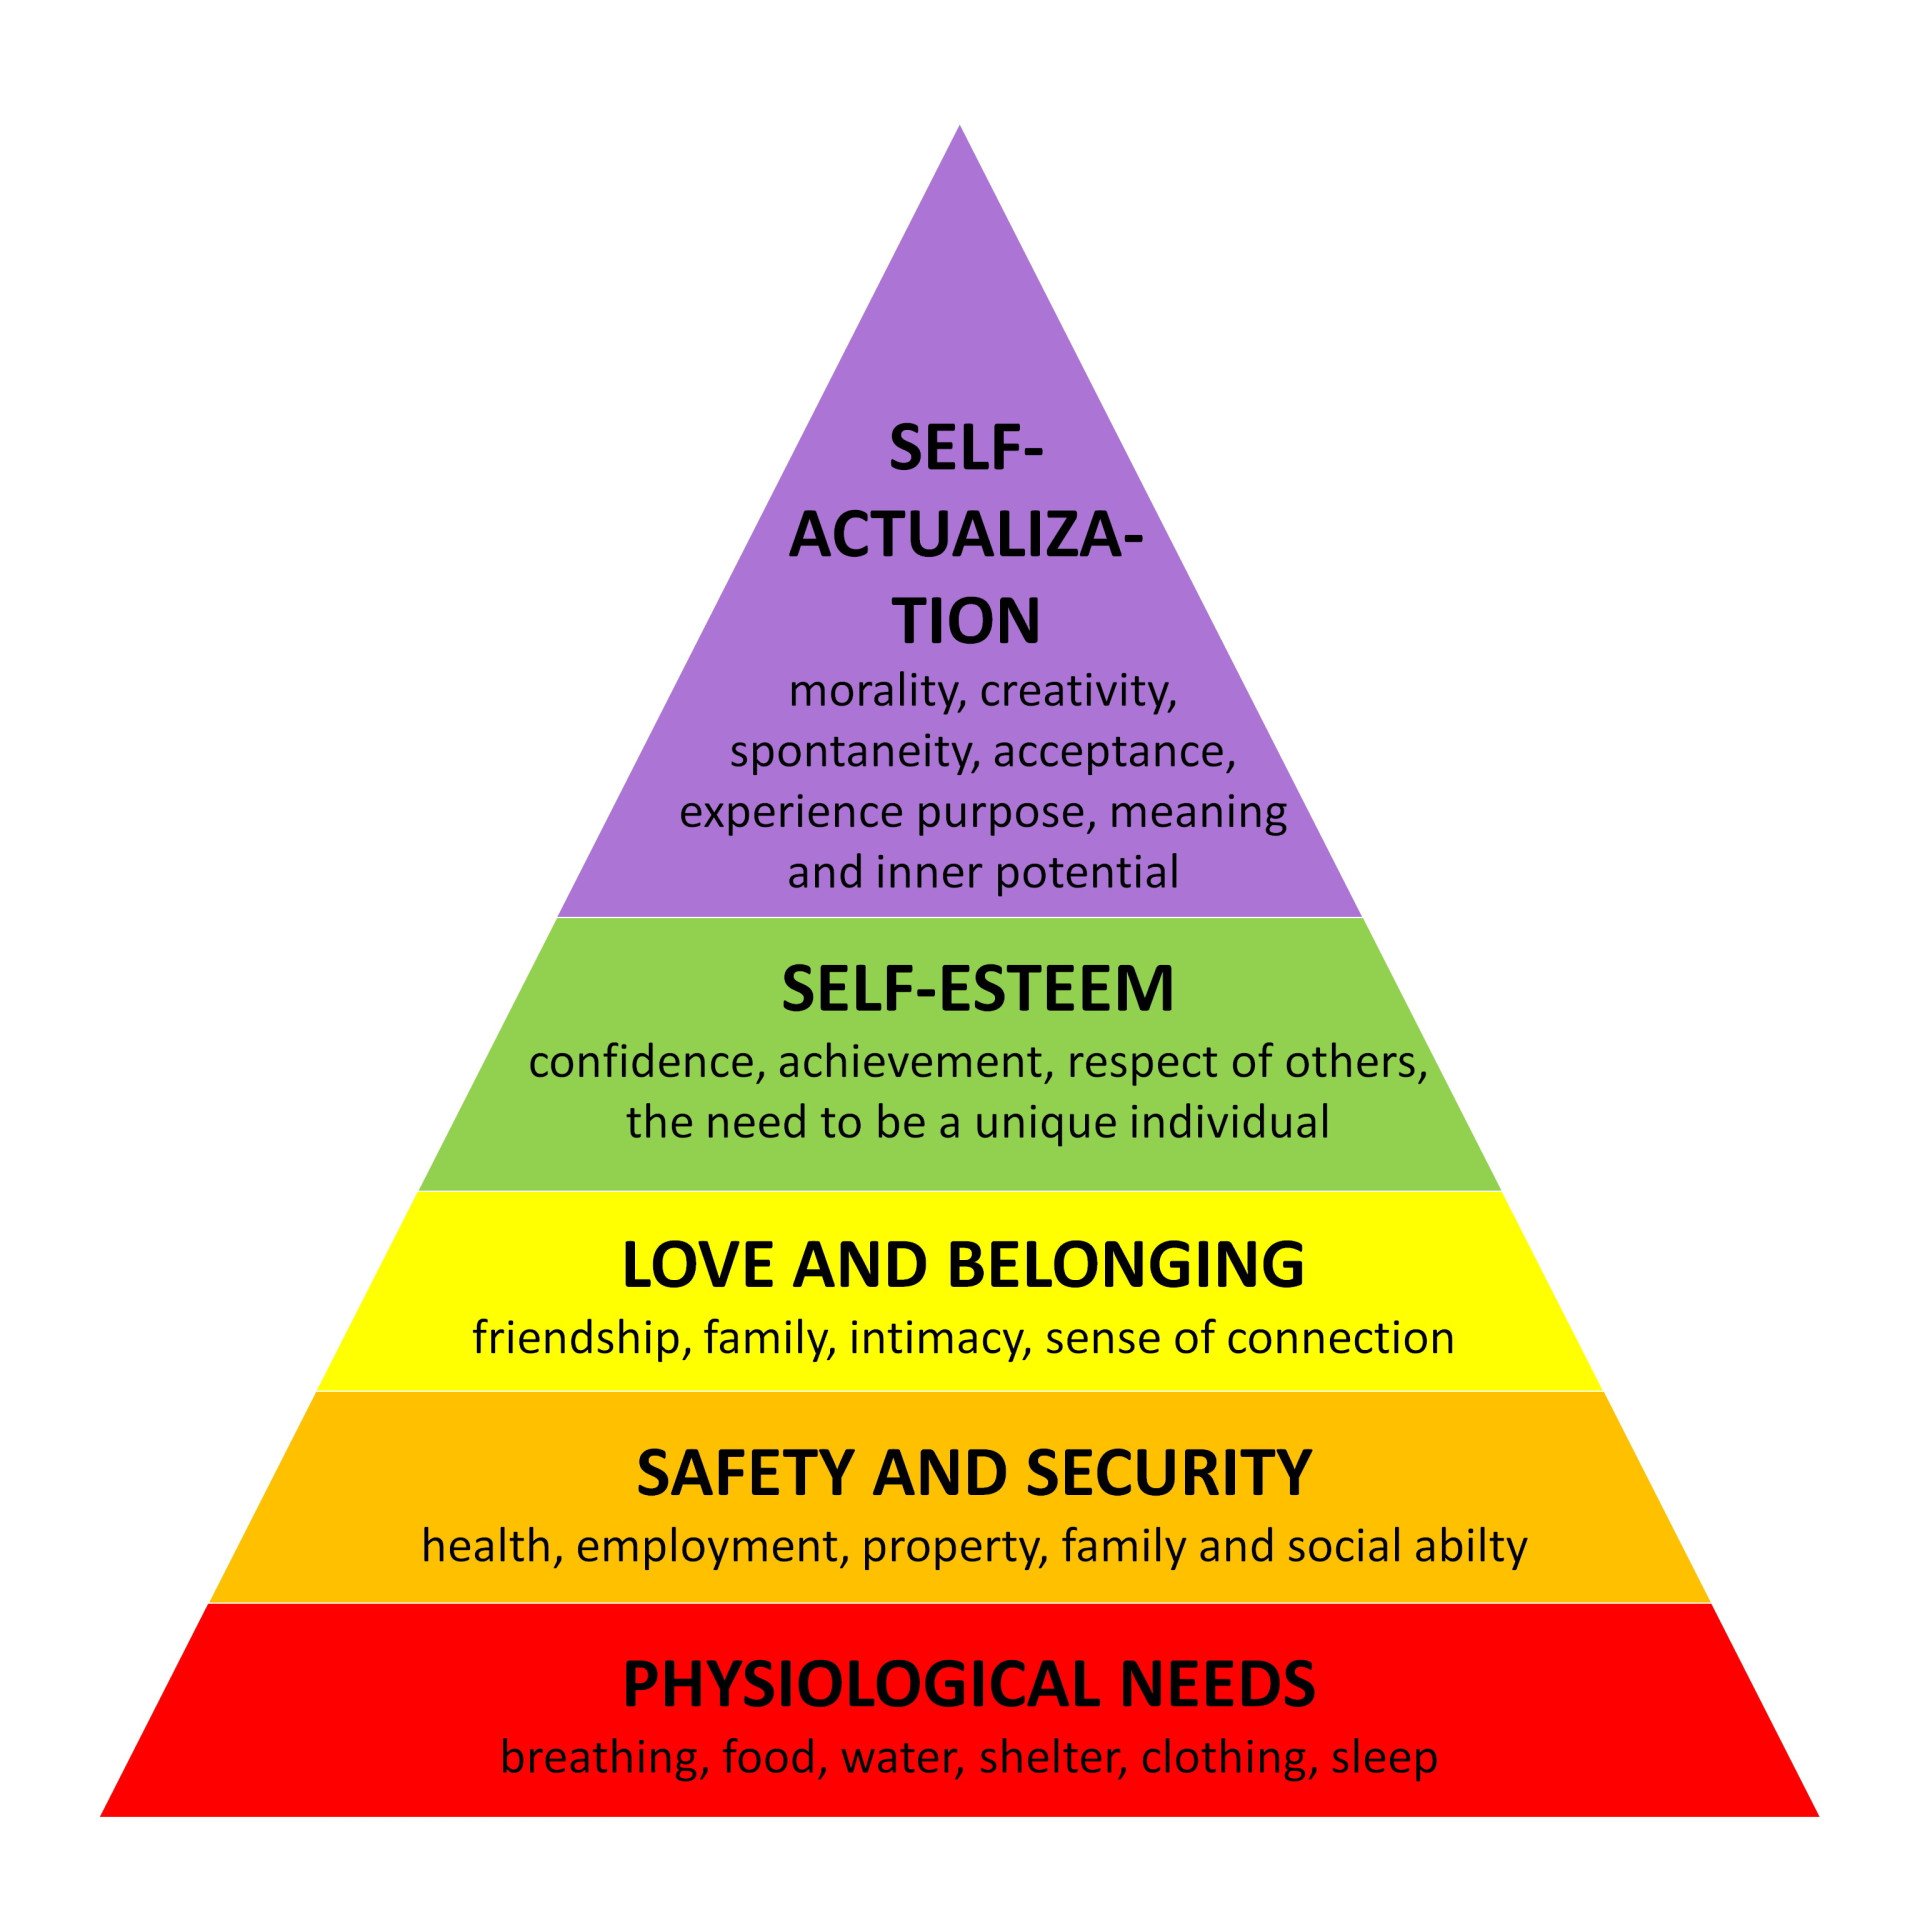 SELF-
ACTUALIZA-
TION
morality, creativity,
spontaneity, acceptance,
experience purpose, meaning
and inner potential
SELF-ESTEEM
confidence, achievement, respect of others,
the need to be a unique individual
LOVE AND BELONGING
friendship, family, intimacy, sense of connection
SAFETY AND SECURITY
health, employment, property, family and social abilty
PHYSIOLOGICAL NEEDS
breathing, food, water, shelter, clothing, sleep